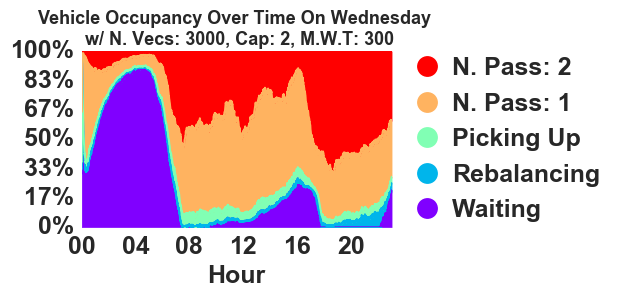 Vehicle Occupancy Over Time On Wednesday
w/ N. Vecs: 3000, Cap: 2, M.W.T: 300
100%
83%
67%
50%
33%
17%
0%
00 04 08 12 16 20
Hour
N. Pass: 2
N. Pass: 1
Picking Up
Rebalancing
Waiting